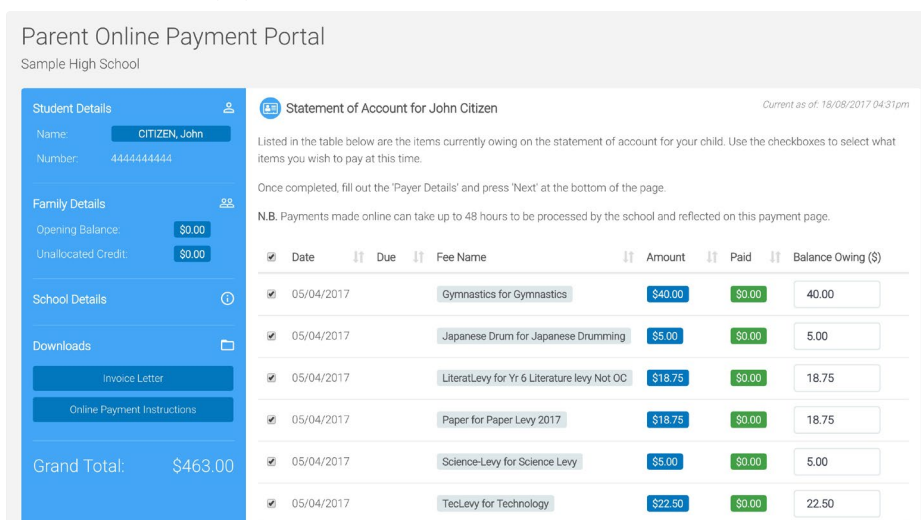 Parent Online Payment Portal
Sample High School
Student Details
Name: CITIZEN, John
Number: 4444444444
Family Details
Opening Balance: $0.00
Unallocated Credit: $0.00
School Details
Downloads
Invoice Letter
Online Payment Instructions
Grand Total: $463.00
Statement of Account for John Citizen
Current as of: 18/08/2017 04:31pm
Listed in the table below are the items currently owing on the statement of account for your child. Use the checkboxes to select what
items you wish to pay at this time.
Once completed, fill out the 'Payer Details' and press 'Next' at the bottom of the page.
N.B. Payments made online can take up to 48 hours to be processed by the school and reflected on this payment page.
Date Due Fee Name Amount Paid Balance Owing ($)
05/04/2017 Gymnastics for Gymnastics $40.00 $0.00 40.00
05/04/2017 Japanese Drum for Japanese Drumming $5.00 $0.00 5.00
05/04/2017 LiteratLevy for Yr 6 Literature levy Not OC $18.75 $0.00 18.75
05/04/2017 Paper for Paper Levy 2017 $18.75 $0.00 18.75
05/04/2017 Science-Levy for Science Levy $5.00 $0.00 5.00
05/04/2017 TecLevy for Technology $22.50 $0.00 22.50